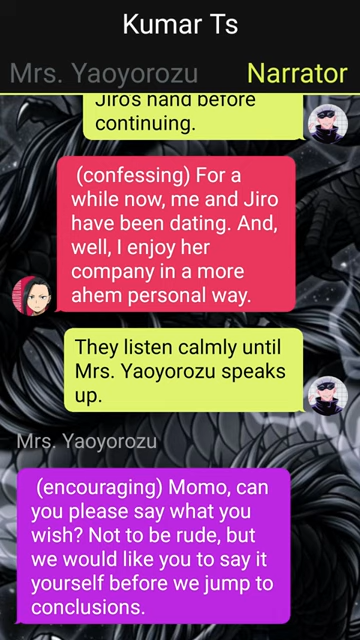 Kumar Ts
Mrs. Yaoyorozu Narrator
Jiro's hand before
continuing.
(confessing) For a
while now, me and Jiro
have been dating. And,
well, I enjoy her
company in a more
ahem personal way.
They listen calmly until
Mrs. Yaoyorozu speaks
up.
Mrs. Yaoyorozu
(encouraging) Momo, can
you please say what you
wish? Not to be rude, but
we would like you to say it
yourself before we jump to
conclusions.